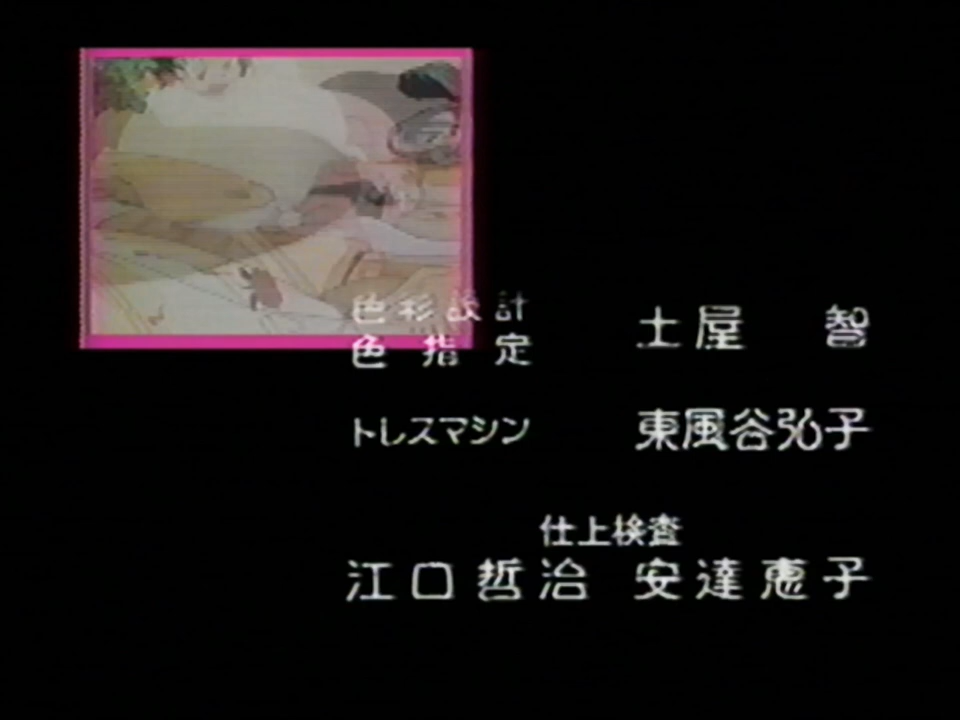 色彩設計
色指定 土屋 智
トレスマシン 東風谷弘子
仕上検査
江口哲治 安達恵子